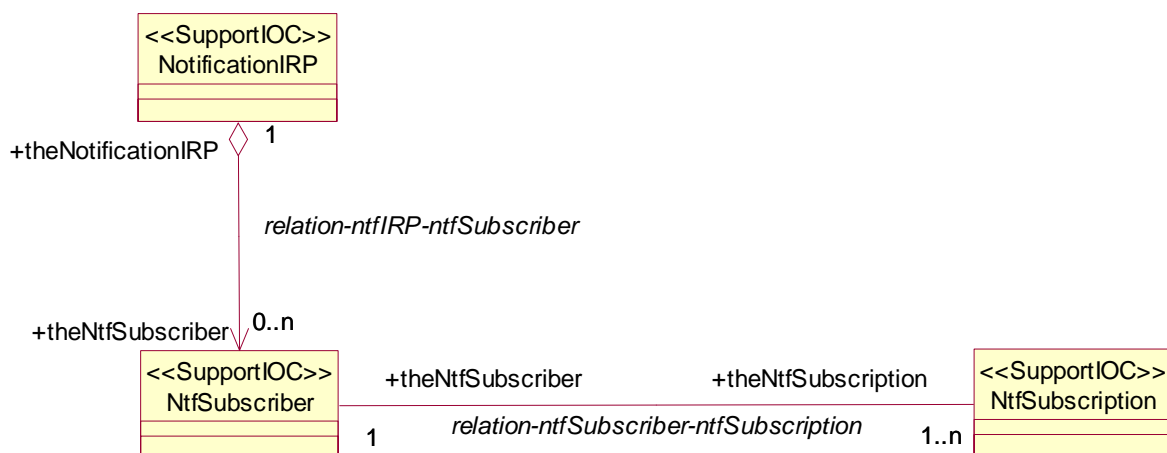 <<SupportIOC>>
NotificationIRP
1
+theNotificationIRP
relation-ntfIRP-ntfSubscriber
+theNtfSubscriber
0..n
<<SupportIOC>>
NtfSubscriber
+theNtfSubscriber
+theNtfSubscription
<<SupportIOC>>
NtfSubscription
1
relation-ntfSubscriber-ntfSubscription
1..n